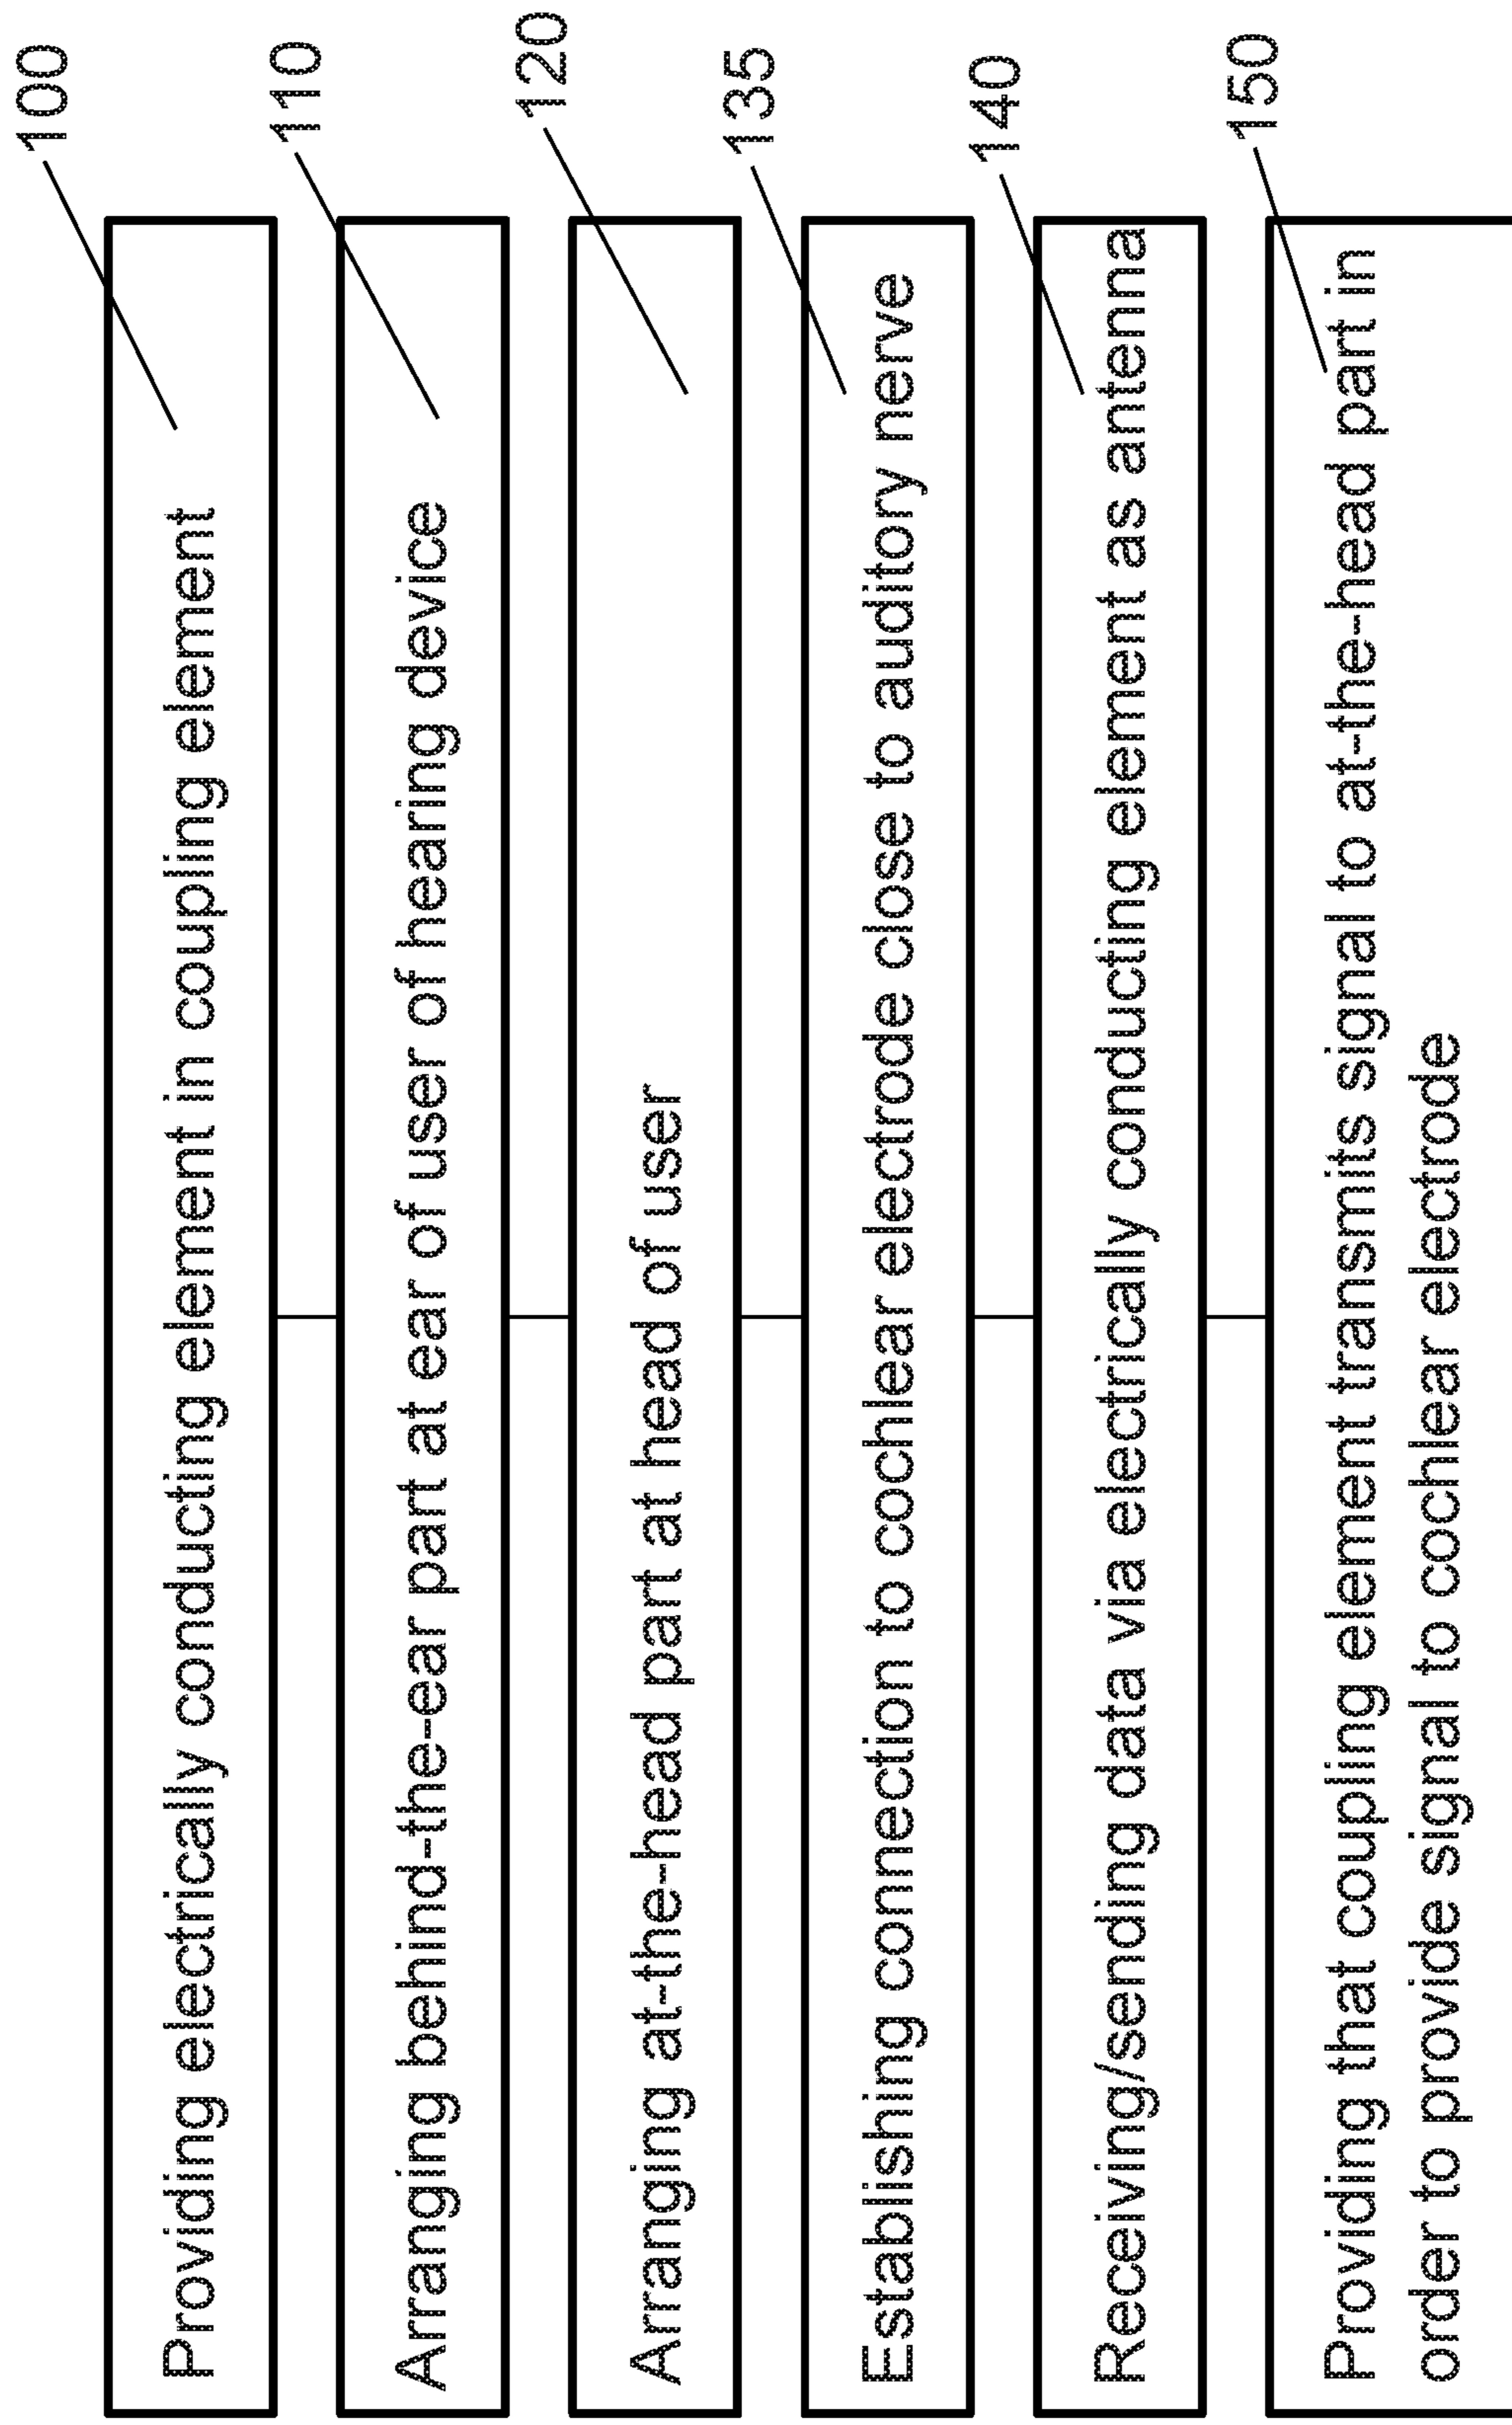 100
Providing electrically conducting element in coupling element
110
Arranging behind-the-ear part at ear of user of hearing device
120
Arranging at-the-head part at head of user
135
Establishing connection to cochlear electrode close to auditory nerve
140
Receiving/sending data via electrically conducting element as antenna
150
Providing that coupling element transmits signal to at-the-head part in
order to provide signal to cochlear electrode